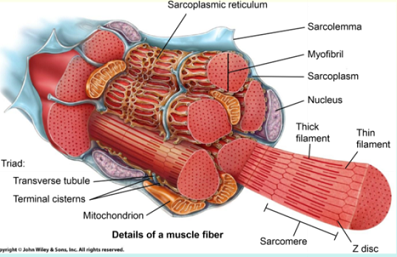 Sarcoplasmic reticulum
Sarcolemma
Myofibril
Sarcoplasm
Nucleus
Thick
filament
Thin
filament
Triad:
Transverse tubule
Terminal cisterns
Mitochondrion
Details of a muscle fiber
Sarcomere
Z disc
pyright © John Wiley & Sons, Inc. All rights reserved.